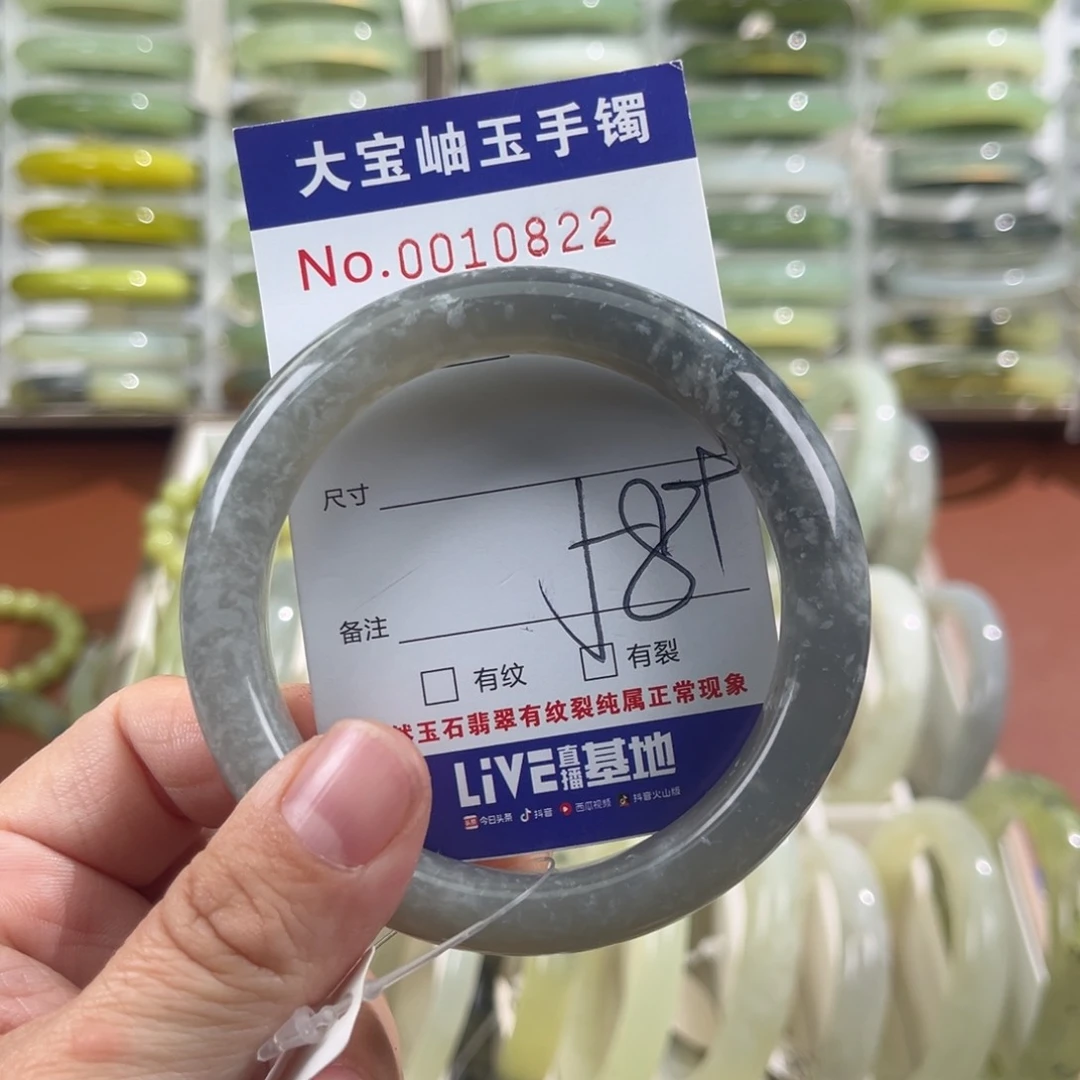 大宝岫玉手镯
No.0010822
尺寸
备注
有纹 有裂
玉石翡翠有纹裂纯属正常现象
LiVE直播基地
今日头条 抖音 西瓜视频 抖音火山版